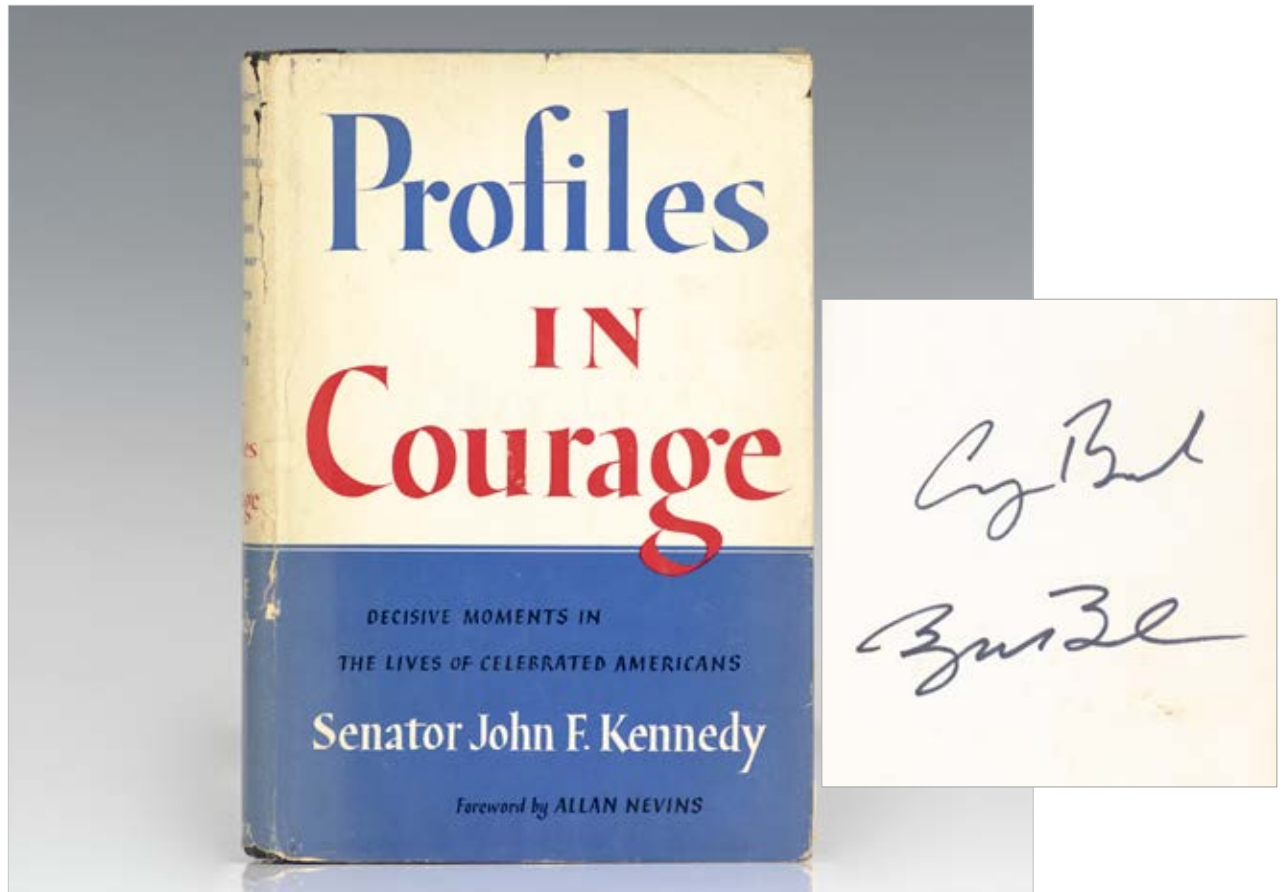 Profiles
IN
Courage
DECISIVE MOMENTS IN
THE LIVES OF CELEBRATED AMERICANS
Senator John F. Kennedy
Foreword by ALLAN NEVINS